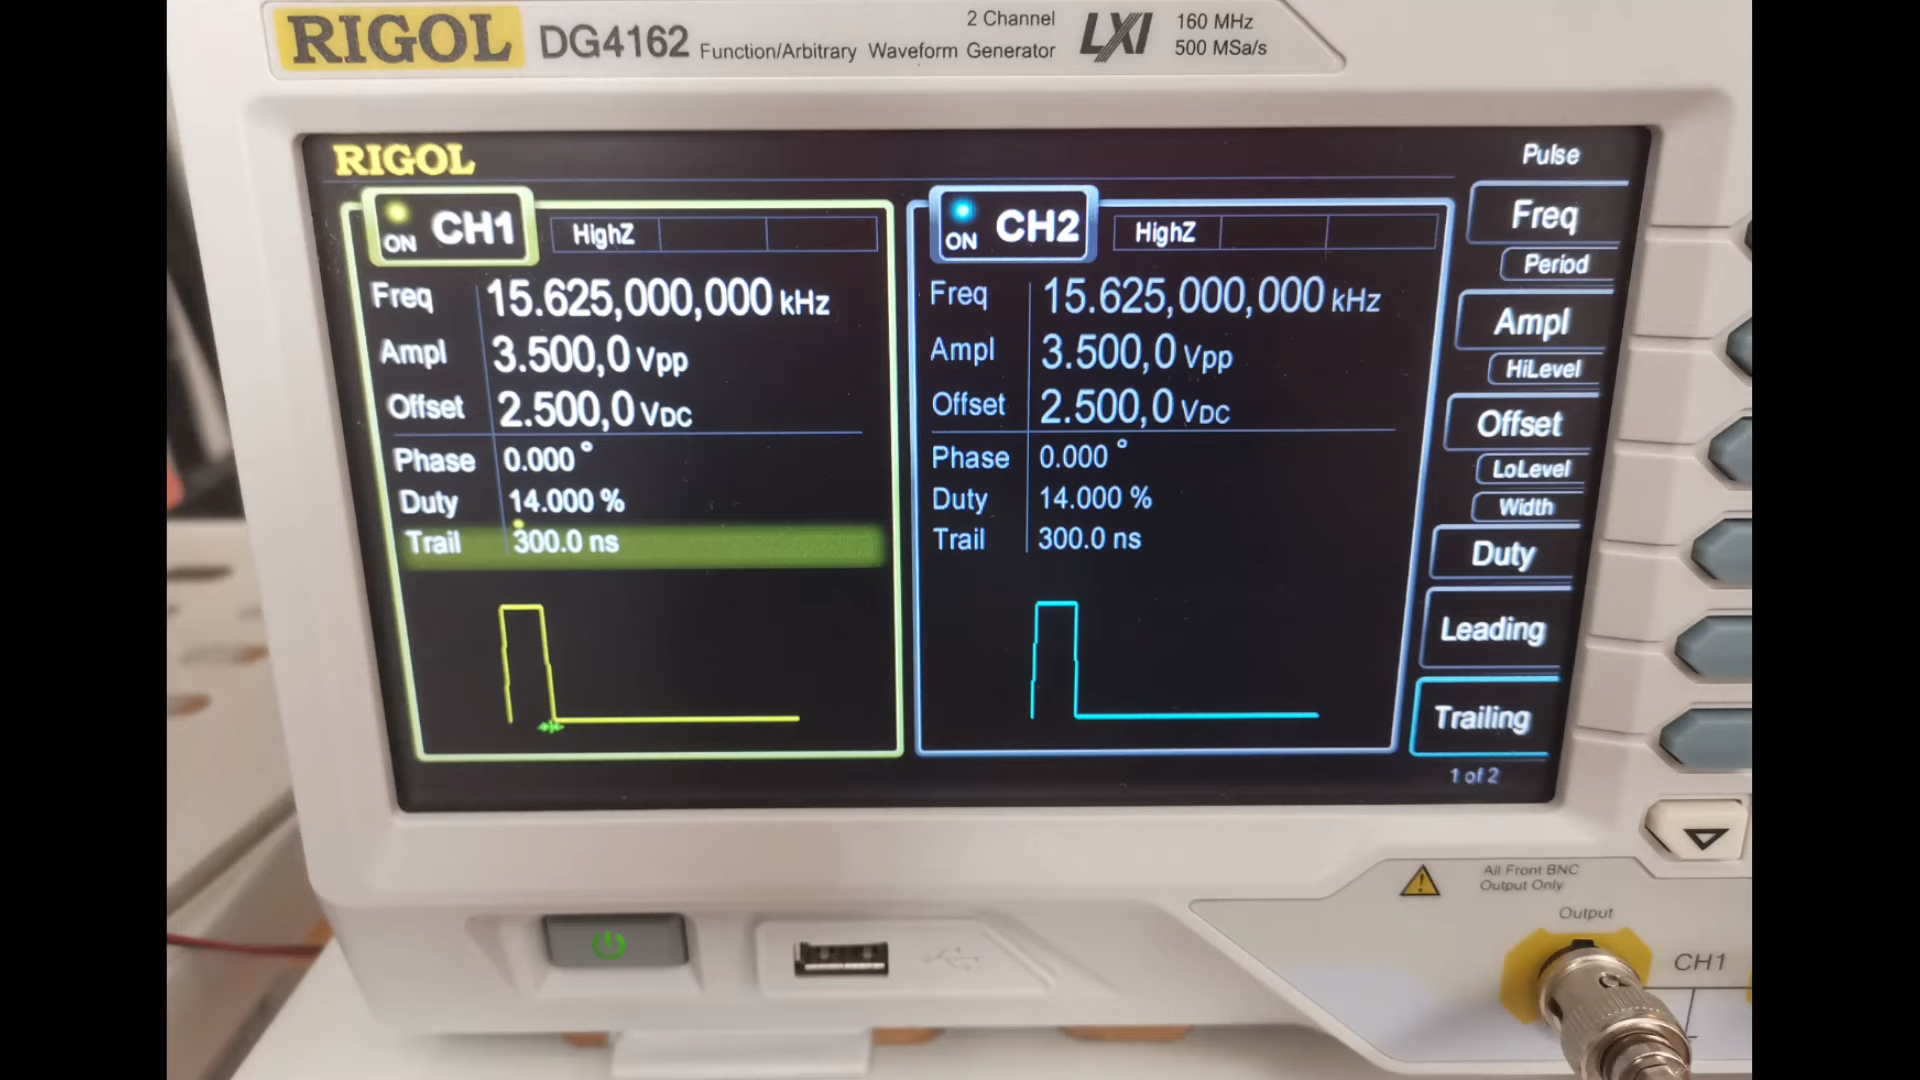 RIGOL DG4162 Function/Arbitrary Waveform Generator
2 Channel
LXI
160 MHz
500 MSa/s
RIGOL
Pulse
ON CH1 HighZ
Freq 15.625,000,000 kHz
Ampl 3.500,0 Vpp
Offset 2.500,0 VDC
Phase 0.000 °
Duty 14.000 %
Trail 300.0 ns
ON CH2 HighZ
Freq 15.625,000,000 kHz
Ampl 3.500,0 Vpp
Offset 2.500,0 VDC
Phase 0.000 °
Duty 14.000 %
Trail 300.0 ns
Freq
Period
Ampl
HiLevel
Offset
LoLevel
Width
Duty
Leading
Trailing
1 of 2
All Front BNC
Output Only
Output
CH1